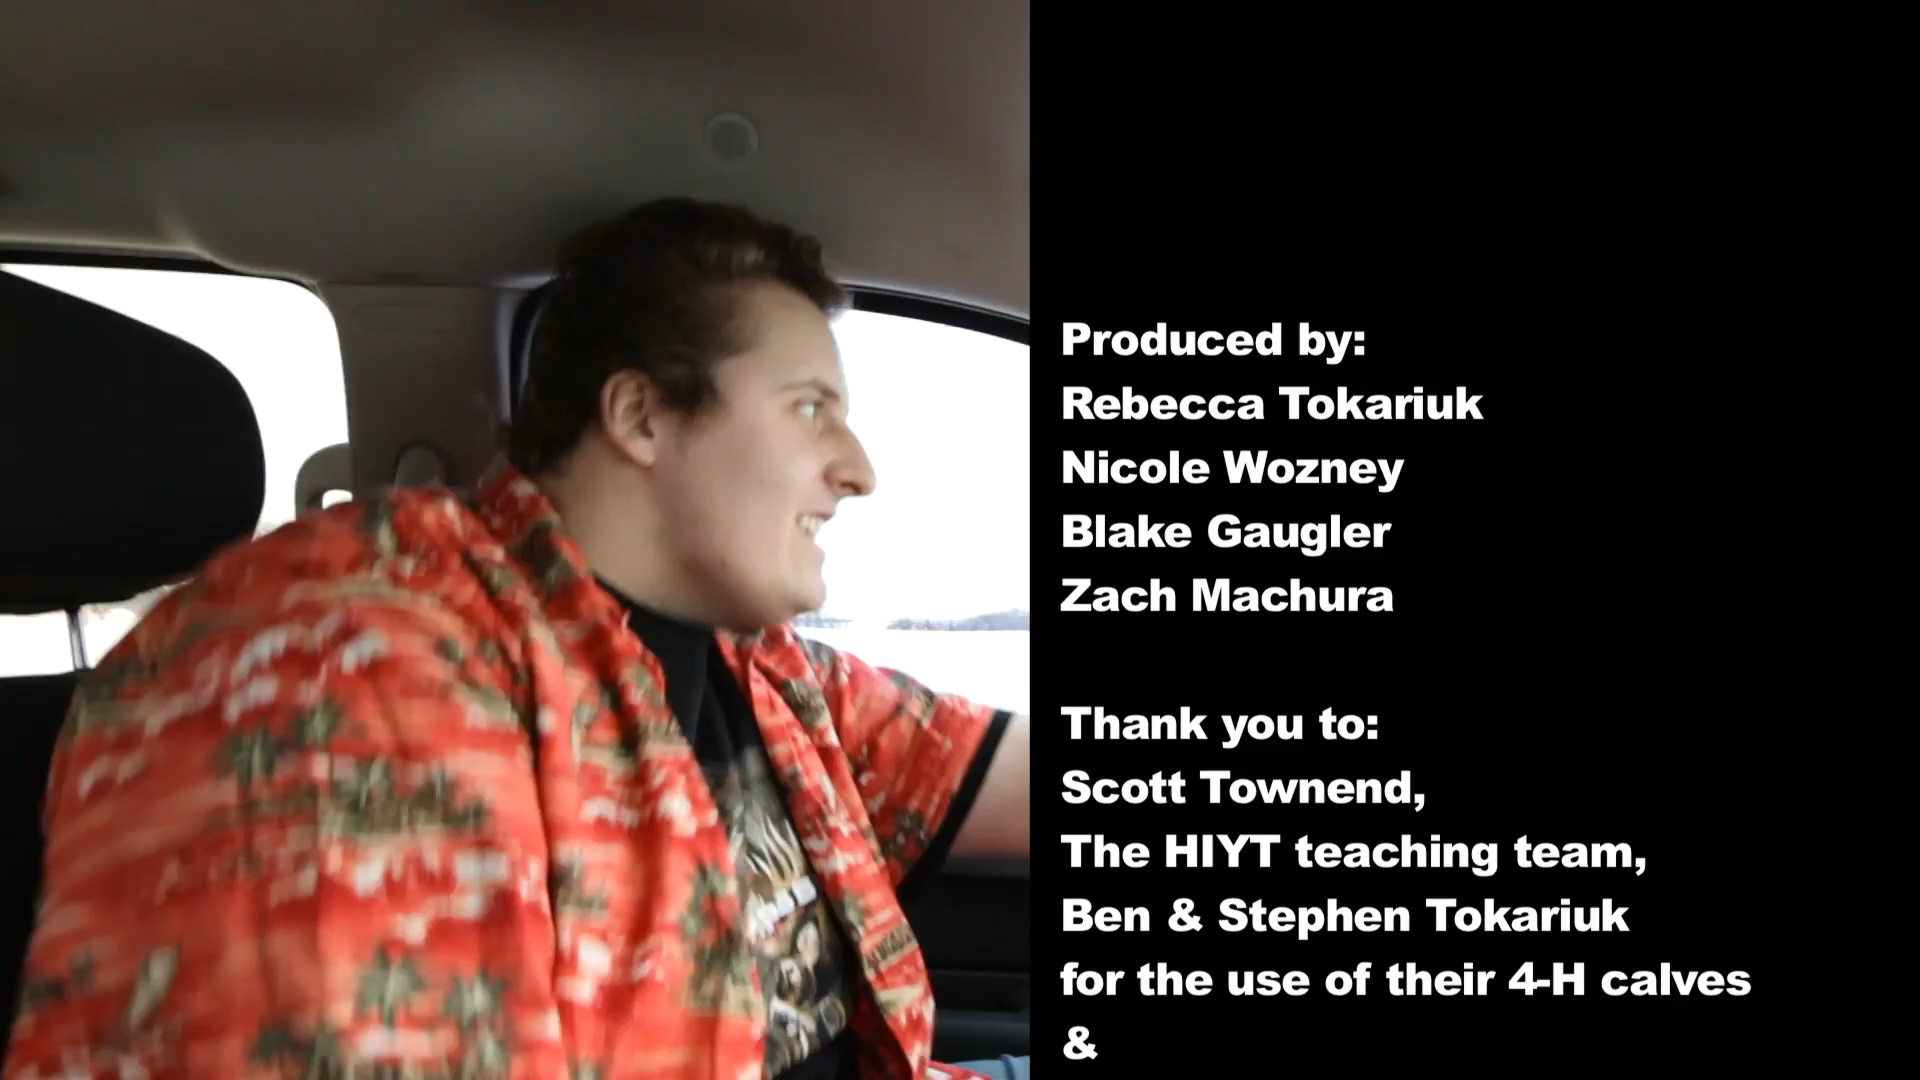 Produced by:
Rebecca Tokariuk
Nicole Wozney
Blake Gaugler
Zach Machura
Thank you to:
Scott Townend,
The HIYT teaching team,
Ben & Stephen Tokariuk
for the use of their 4-H calves
&